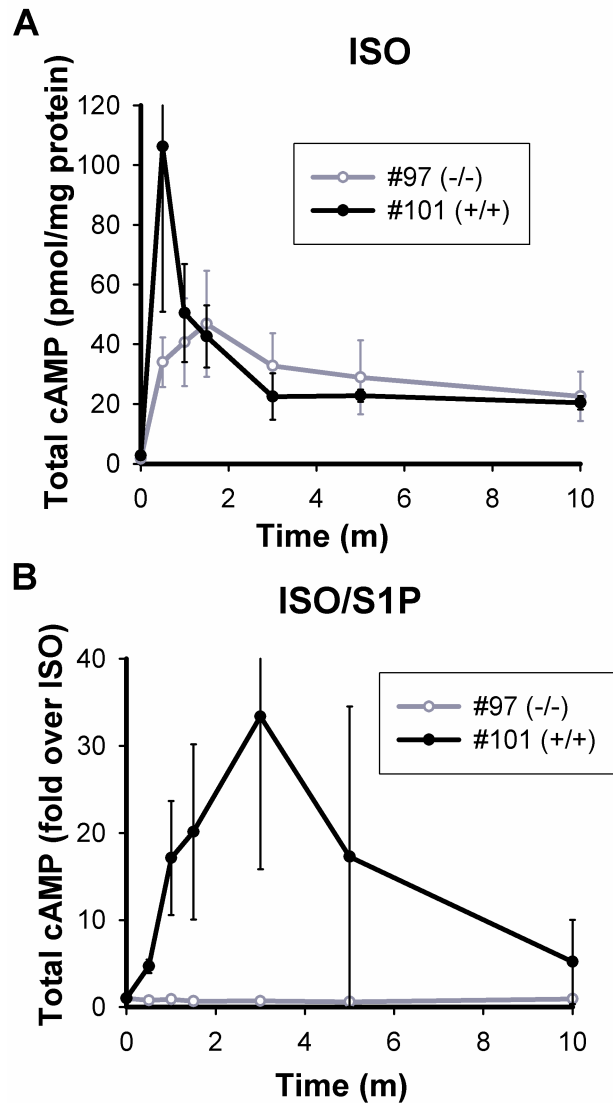 A
ISO
Total cAMP (pmol/mg protein)
120
100
80
60
40
20
0
#97 (-/-)
#101 (+/+)
0 2 4 6 8 10
Time (m)
B
ISO/S1P
Total cAMP (fold over ISO)
40
30
20
10
0
#97 (-/-)
#101 (+/+)
0 2 4 6 8 10
Time (m)